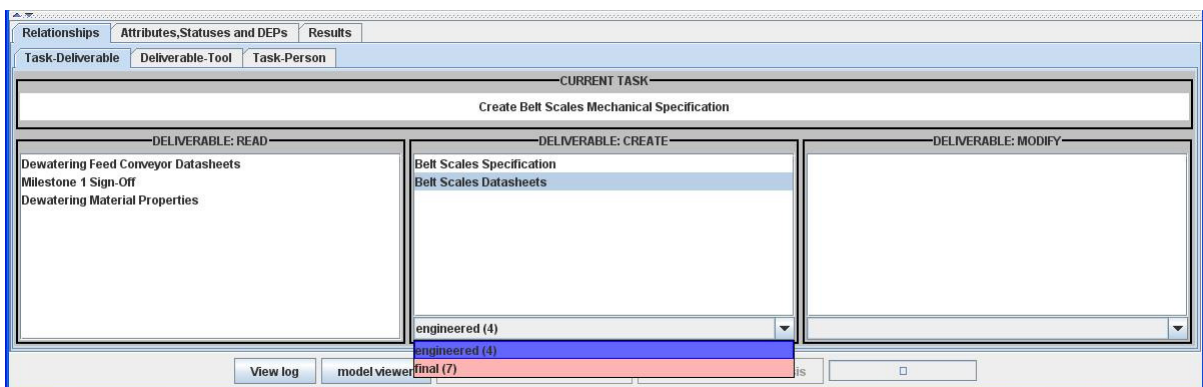 Relationships Attributes,Statuses and DEPs Results
Task-Deliverable Deliverable-Tool Task-Person
CURRENT TASK
Create Belt Scales Mechanical Specification
DELIVERABLE: READ DELIVERABLE: CREATE DELIVERABLE: MODIFY
Dewatering Feed Conveyor Datasheets Belt Scales Specification
Milestone 1 Sign-Off Belt Scales Datasheets
Dewatering Material Properties
engineered (4)
engineered (4)
View log model viewer final (7) sis